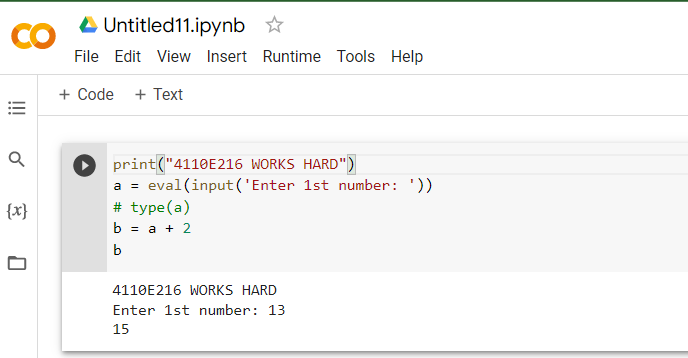 Untitled11.ipynb
File Edit View Insert Runtime Tools Help
+ Code + Text
{x}
print("4110E216 WORKS HARD")
a = eval(input('Enter 1st number: '))
# type(a)
b = a + 2
b
4110E216 WORKS HARD
Enter 1st number: 13
15